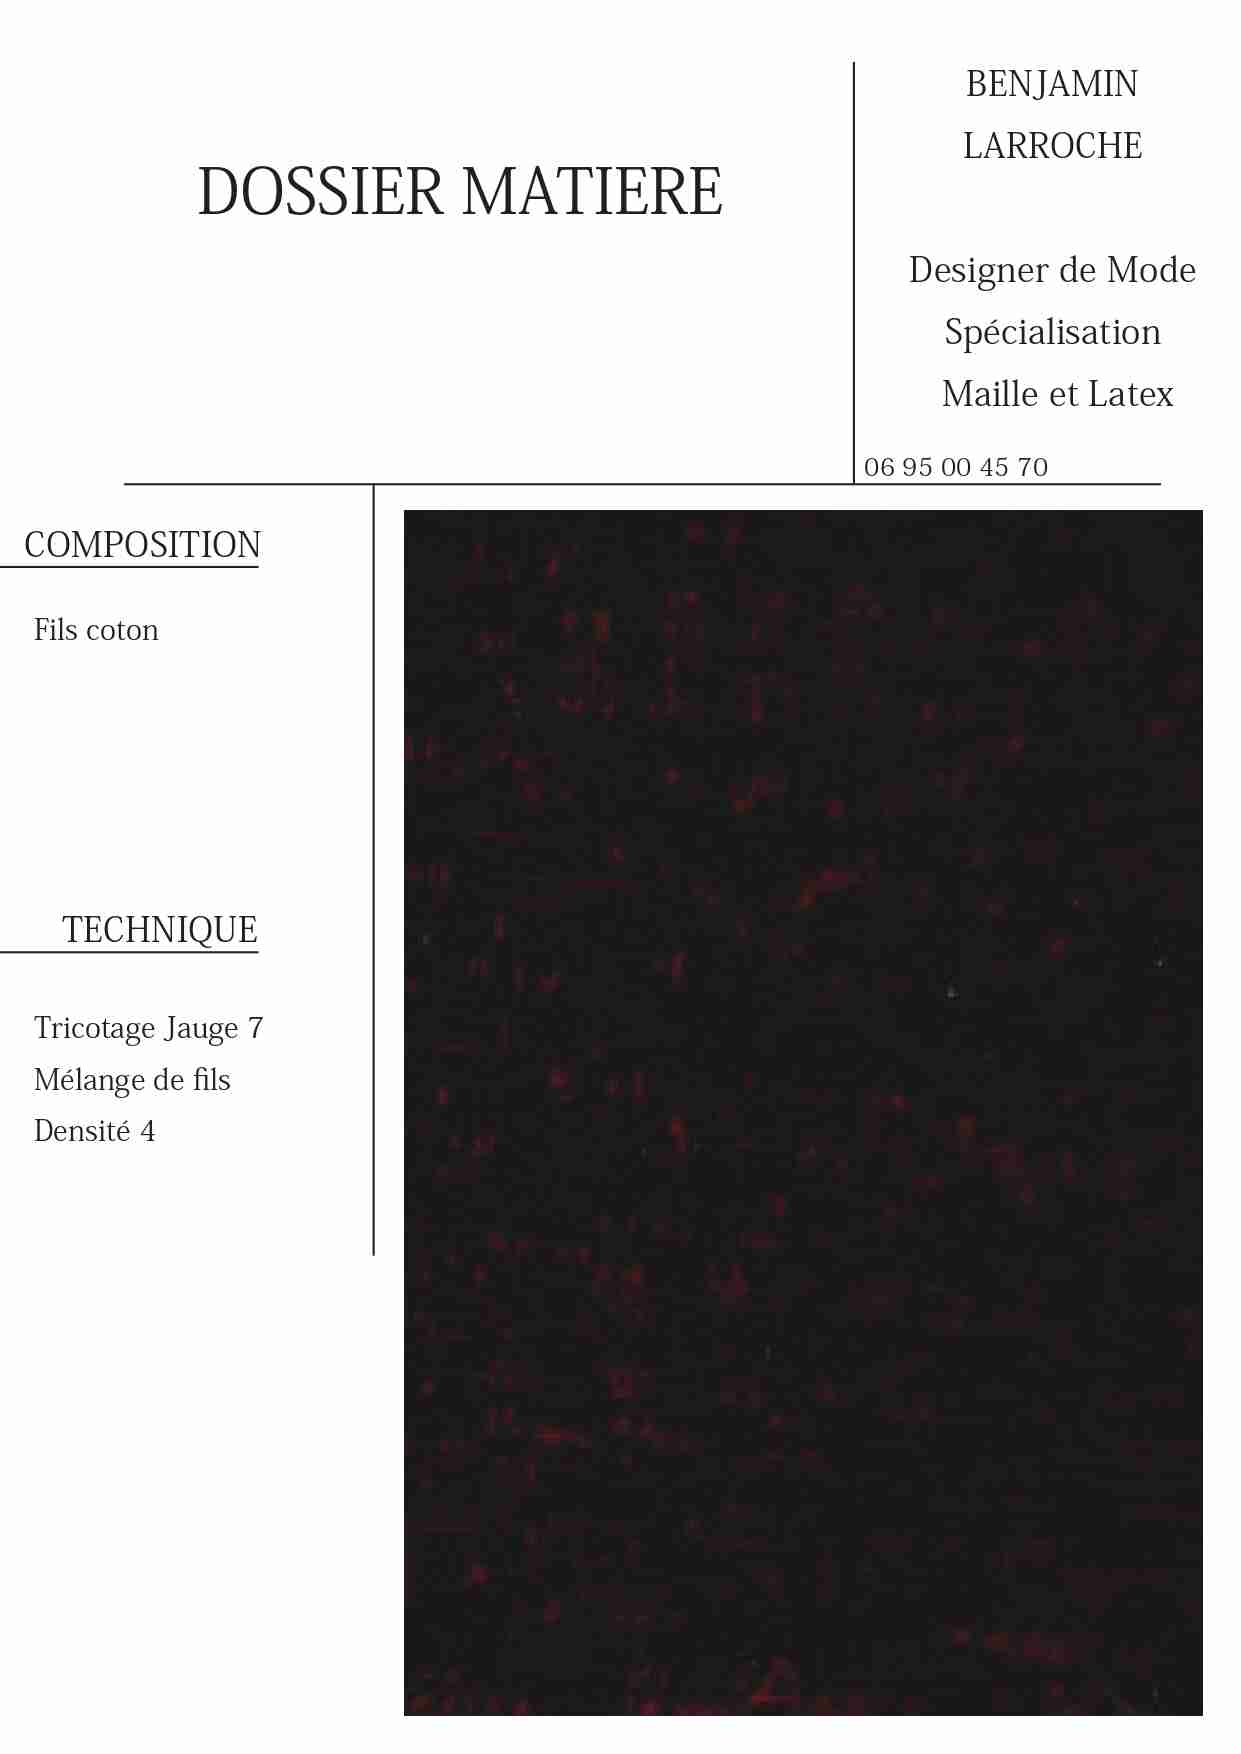 DOSSIER MATIERE
BENJAMIN
LARROCHE
Designer de Mode
Spécialisation
Maille et Latex
06 95 00 45 70
COMPOSITION
Fils coton
TECHNIQUE
Tricotage Jauge 7
Mélange de fils
Densité 4